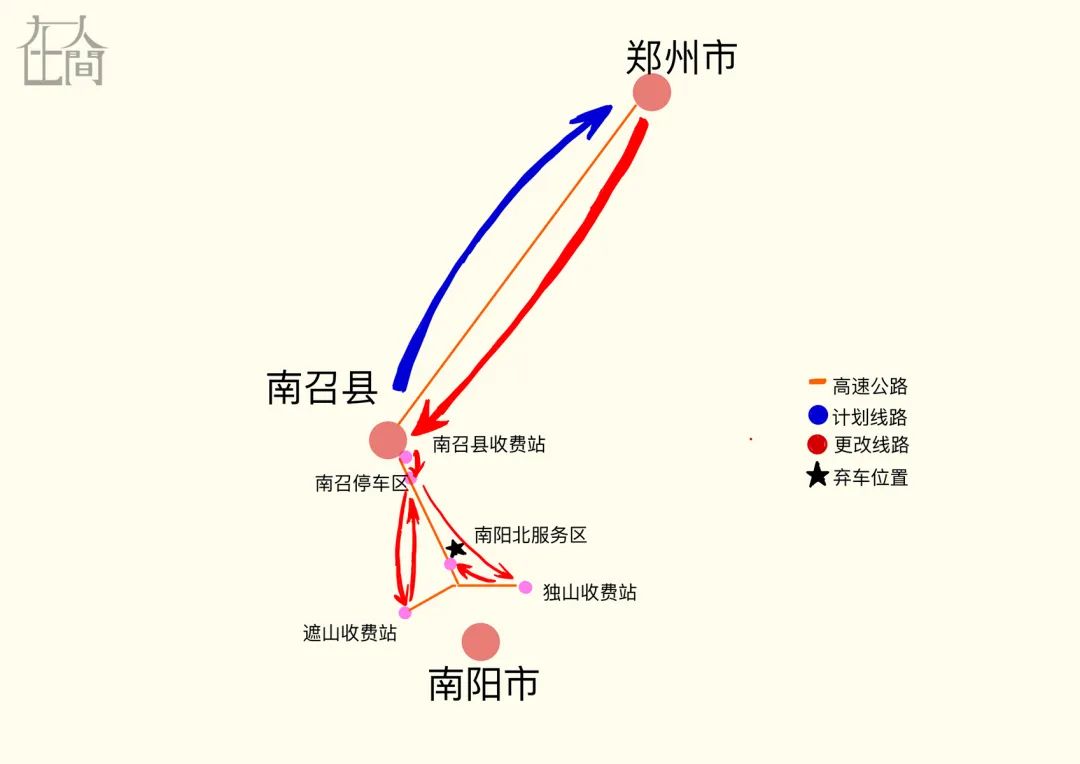 在人間
郑州市
南召县
南召县收费站
南召停车区
南阳北服务区
独山收费站
遮山收费站
南阳市
高速公路
计划线路
更改线路
弃车位置